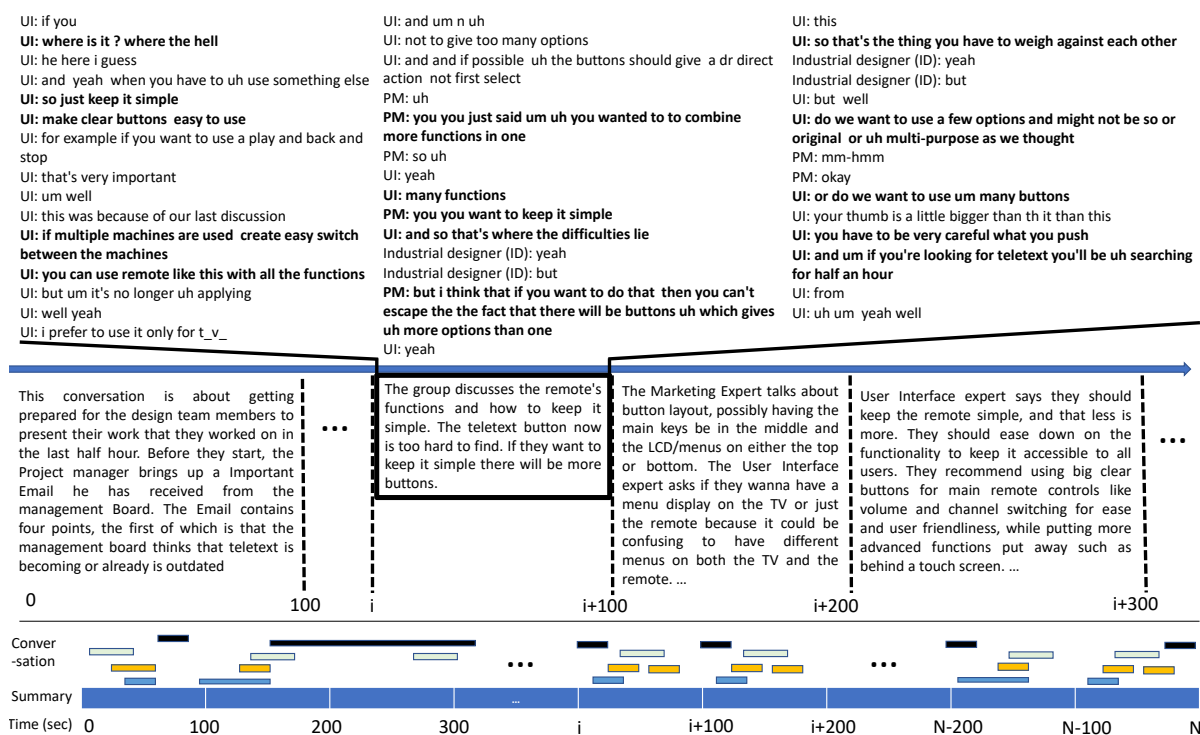 UI: if you
UI: where is it ? where the hell
UI: he here i guess
UI: and yeah when you have to uh use something else
UI: so just keep it simple
UI: make clear buttons easy to use
UI: for example if you want to use a play and back and
stop
UI: that's very important
UI: um well
UI: this was because of our last discussion
UI: if multiple machines are used create easy switch
between the machines
UI: you can use remote like this with all the functions
UI: but um it's no longer uh applying
UI: well yeah
UI: i prefer to use it only for t_v_
UI: and um n uh
UI: not to give too many options
UI: and and if possible uh the buttons should give a dr direct
action not first select
PM: uh
PM: you you just said um uh you wanted to to combine
more functions in one
PM: so uh
UI: yeah
UI: many functions
PM: you you want to keep it simple
UI: and so that's where the difficulties lie
Industrial designer (ID): yeah
Industrial designer (ID): but
PM: but i think that if you want to do that then you can't
escape the the fact that there will be buttons uh which gives
uh more options than one
UI: yeah
UI: this
UI: so that's the thing you have to weigh against each other
Industrial designer (ID): yeah
Industrial designer (ID): but
UI: but well
UI: do we want to use a few options and might not be so or
original or uh multi-purpose as we thought
PM: mm-hmm
PM: okay
UI: or do we want to use um many buttons
UI: your thumb is a little bigger than th it than this
UI: you have to be very careful what you push
UI: and um if you're looking for teletext you'll be uh searching
for half an hour
UI: from
UI: uh um yeah well
This conversation is about getting
prepared for the design team members to
present their work that they worked on in
the last half hour. Before they start, the
Project manager brings up a Important
Email he has received from the
management Board. The Email contains
four points, the first of which is that the
management board thinks that teletext is
becoming or already is outdated
...
The group discusses the remote's
functions and how to keep it
simple. The teletext button now
is too hard to find. If they want to
keep it simple there will be more
buttons.
The Marketing Expert talks about
button layout, possibly having the
main keys be in the middle and
the LCD/menus on either the top
or bottom. The User Interface
expert asks if they wanna have a
menu display on the TV or just
the remote because it could be
confusing to have different
menus on both the TV and the
remote. ...
User Interface expert says they should
keep the remote simple, and that less is
more. They should ease down on the
functionality to keep it accessible to all
users. They recommend using big clear
buttons for main remote controls like
volume and channel switching for ease
and user friendliness, while putting more
advanced functions put away such as
behind a touch screen. ...
...
0 100 i i+100 i+200 i+300
Conver
-sation
... ...
Summary
...
Time (sec) 0 100 200 300 i i+100 i+200 N-200 N-100 N